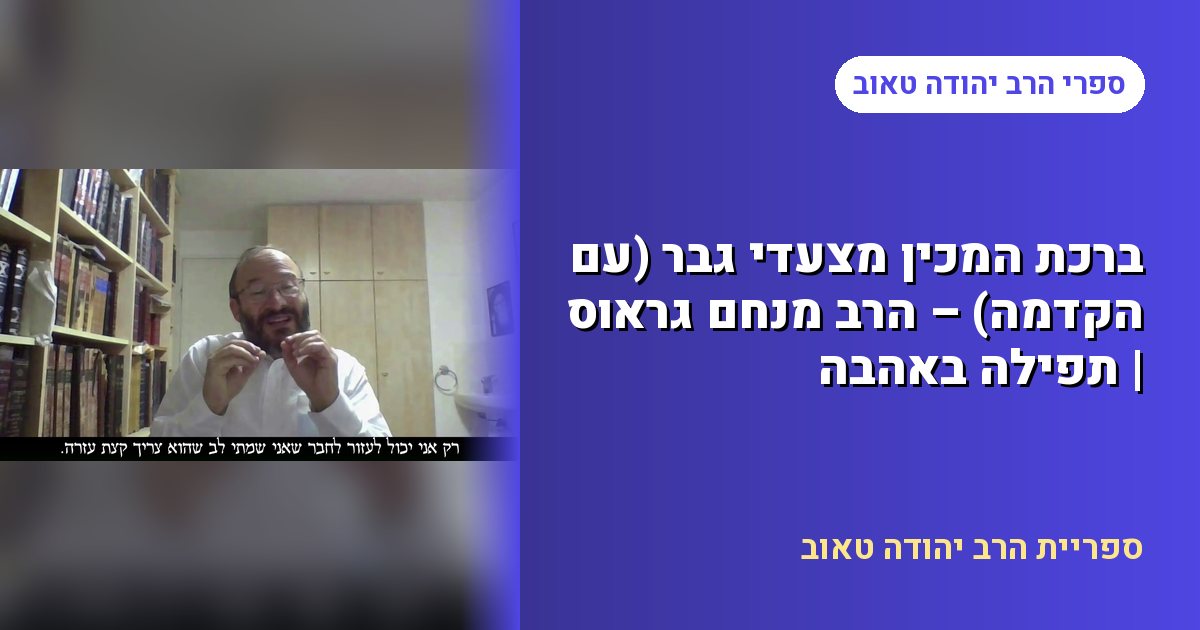 ספרי הרב יהודה טאוב
ברכת המכין מצעדי גבר (עם
הקדמה) – הרב מנחם גראוס
| תפילה באהבה
רק אני יכול לעזור לחבר שאני שמתי לב שהוא צריך קצת עזרה.
ספריית הרב יהודה טאוב